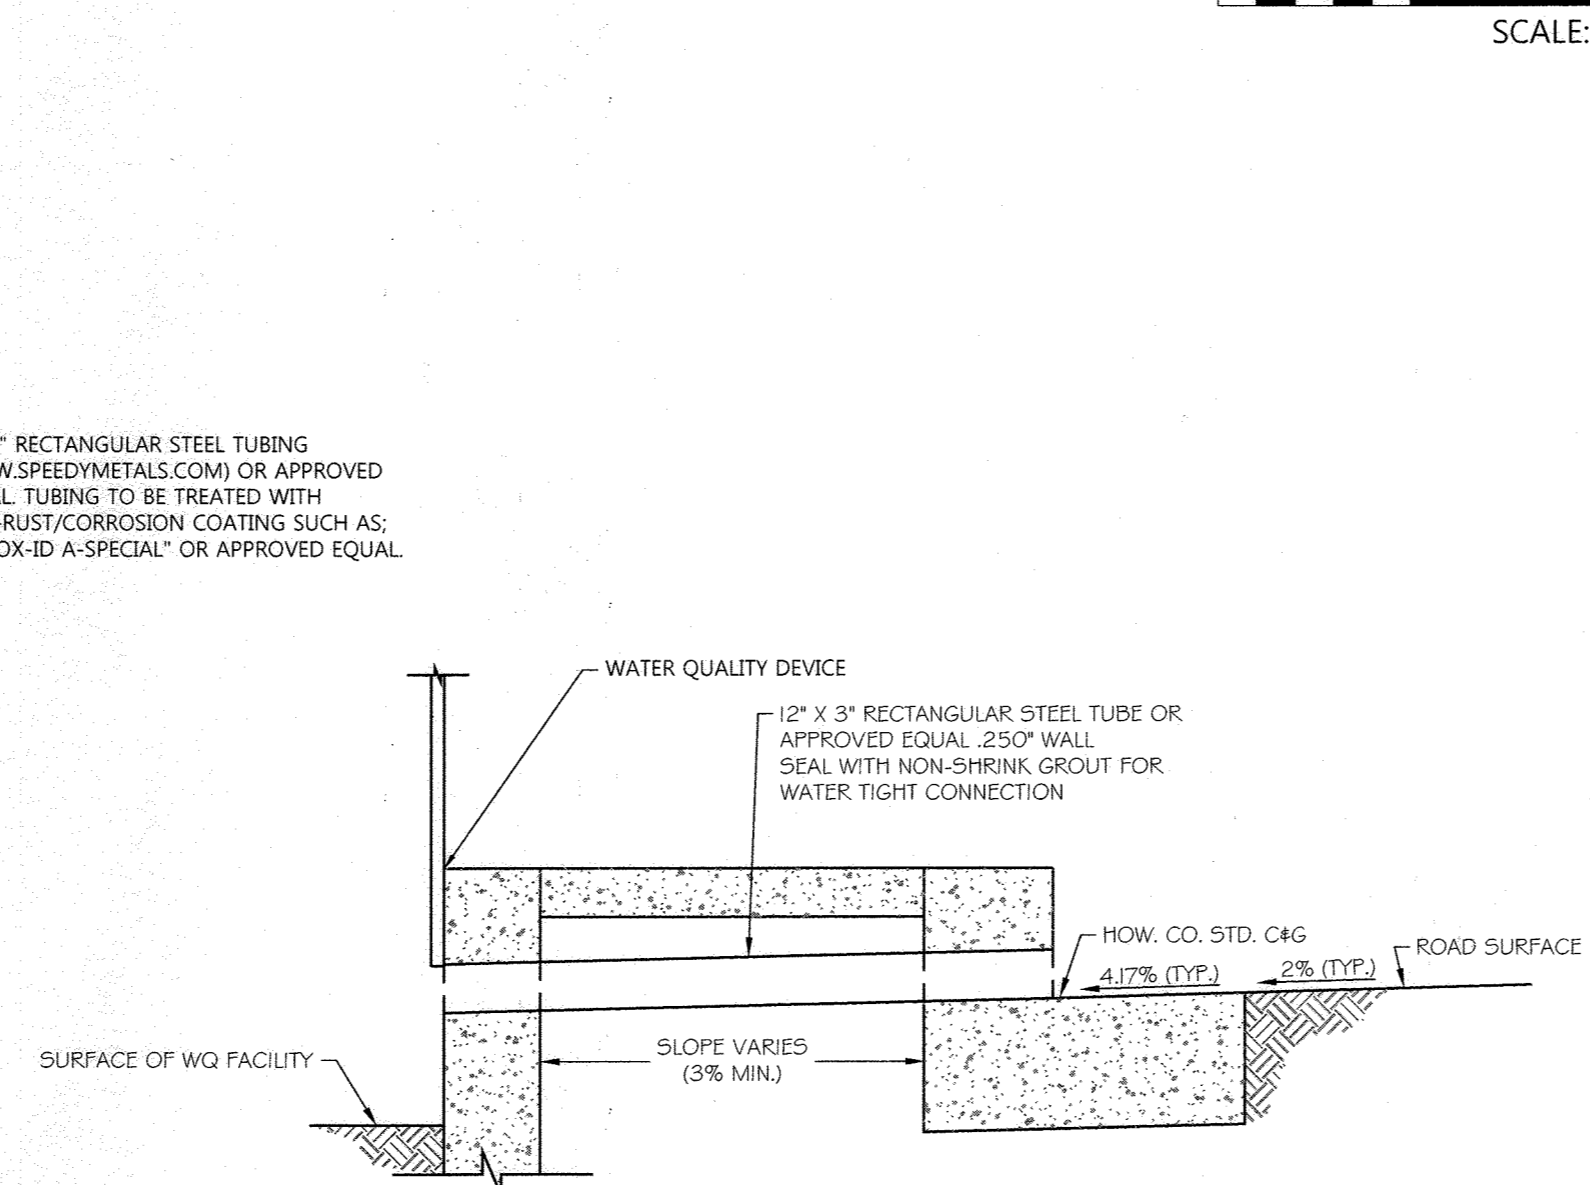 SCALE:
" RECTANGULAR STEEL TUBING
W.SPEEDYMETALS.COM) OR APPROVED
L. TUBING TO BE TREATED WITH
-RUST/CORROSION COATING SUCH AS;
OX-ID A-SPECIAL" OR APPROVED EQUAL.
WATER QUALITY DEVICE
12" X 3" RECTANGULAR STEEL TUBE OR
APPROVED EQUAL .250" WALL
SEAL WITH NON-SHRINK GROUT FOR
WATER TIGHT CONNECTION
HOW. CO. STD. C&G
ROAD SURFACE
4.17% (TYP.)
2% (TYP.)
SLOPE VARIES
(3% MIN.)
SURFACE OF WQ FACILITY